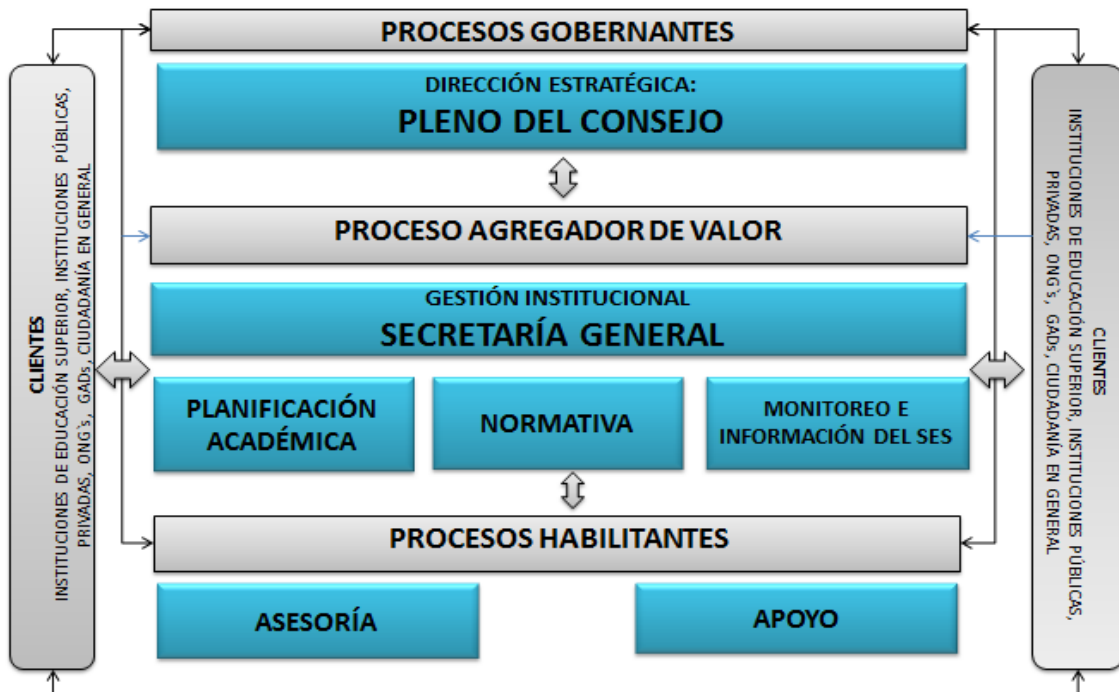 PROCESOS GOBERNANTES
DIRECCIÓN ESTRATÉGICA:
PLENO DEL CONSEJO
PROCESO AGREGADOR DE VALOR
GESTIÓN INSTITUCIONAL
SECRETARÍA GENERAL
PLANIFICACIÓN
ACADÉMICA
NORMATIVA
MONITOREO E
INFORMACIÓN DEL SES
PROCESOS HABILITANTES
ASESORÍA
APOYO
CLIENTES
INSTITUCIONES DE EDUCACIÓN SUPERIOR, INSTITUCIONES PÚBLICAS,
PRIVADAS, ONG`s, GADs, CIUDADANÍA EN GENERAL
CLIENTES
INSTITUCIONES DE EDUCACIÓN SUPERIOR, INSTITUCIONES PÚBLICAS,
PRIVADAS, ONG`s, GADs, CIUDADANÍA EN GENERAL